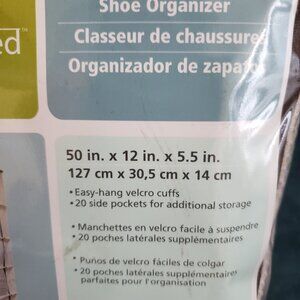 ed
Shoe Organizer
Classeur de chaussures
Organizador de zapatos
50 in. x 12 in. x 5.5 in.
127 cm x 30,5 cm x 14 cm
• Easy-hang velcro cuffs
• 20 side pockets for additional storage
• Manchettes en velcro facile à suspendre
• 20 poches latérales supplémentaires
• Puños de velcro fáciles de colgar
• 20 poches latérales supplémentaires
parfaites pour l'organisation